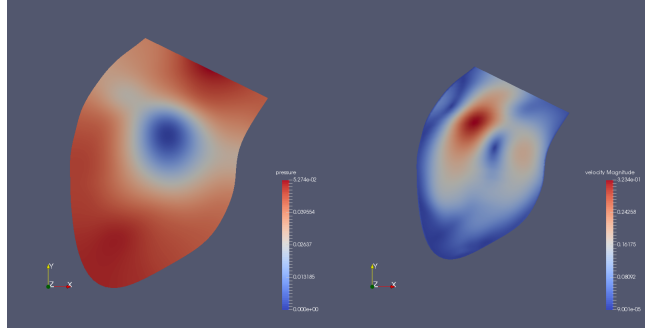 pressure
5.274e-02
0.039554
0.02637
0.013185
0.000e+00
Y
Z
X
velocity Magnitude
3.234e-01
0.24258
0.16175
0.08092
9.001e-05
Y
Z
X